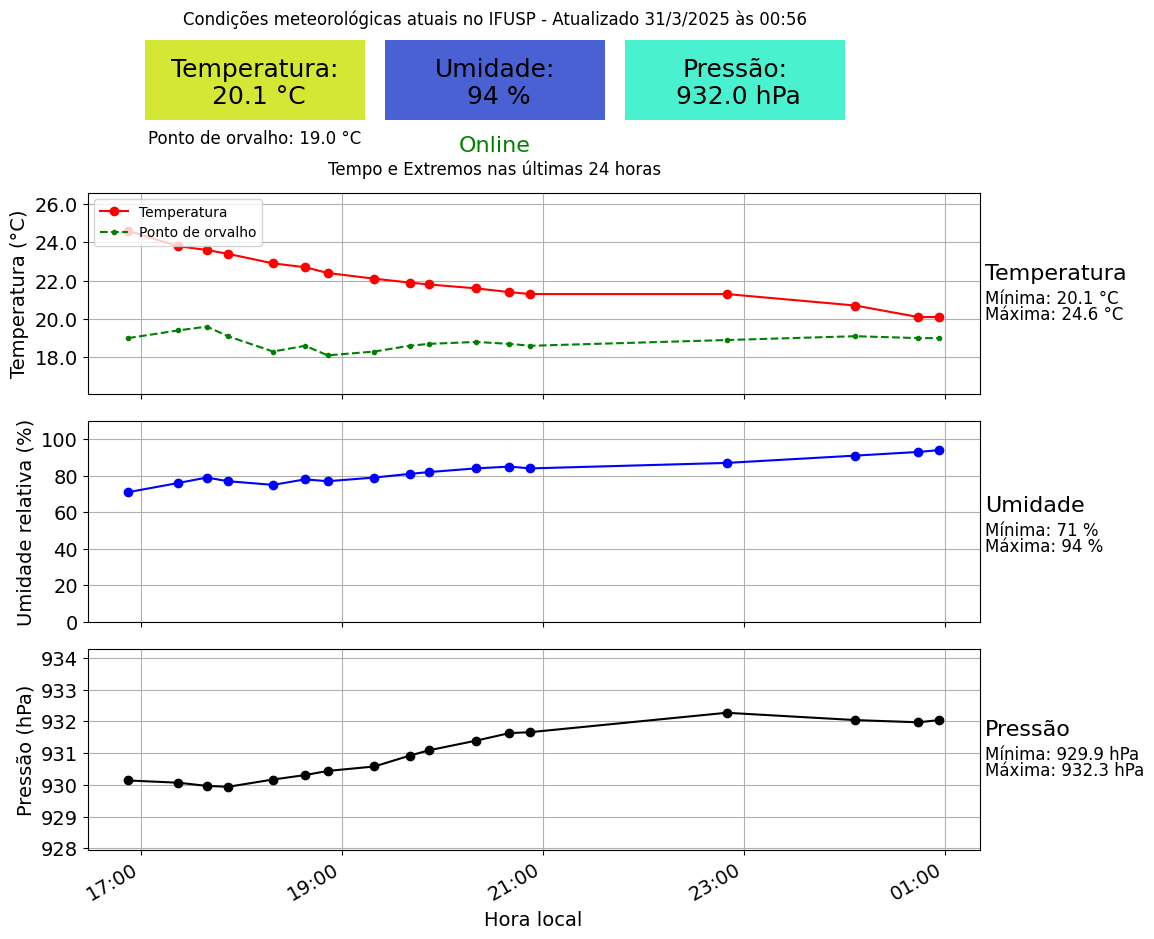 Condições meteorológicas atuais no IFUSP - Atualizado 31/3/2025 às 00:56
Temperatura:
20.1 °C
Umidade:
94 %
Pressão:
932.0 hPa
Ponto de orvalho: 19.0 °C
Online
Tempo e Extremos nas últimas 24 horas
Temperatura (°C)
26.0
24.0
22.0
20.0
18.0
Temperatura
Ponto de orvalho
Temperatura
Mínima: 20.1 °C
Máxima: 24.6 °C
Umidade relativa (%)
100
80
60
40
20
0
Umidade
Mínima: 71 %
Máxima: 94 %
Pressão (hPa)
934
933
932
931
930
929
928
Pressão
Mínima: 929.9 hPa
Máxima: 932.3 hPa
17:00
19:00
21:00
23:00
01:00
Hora local